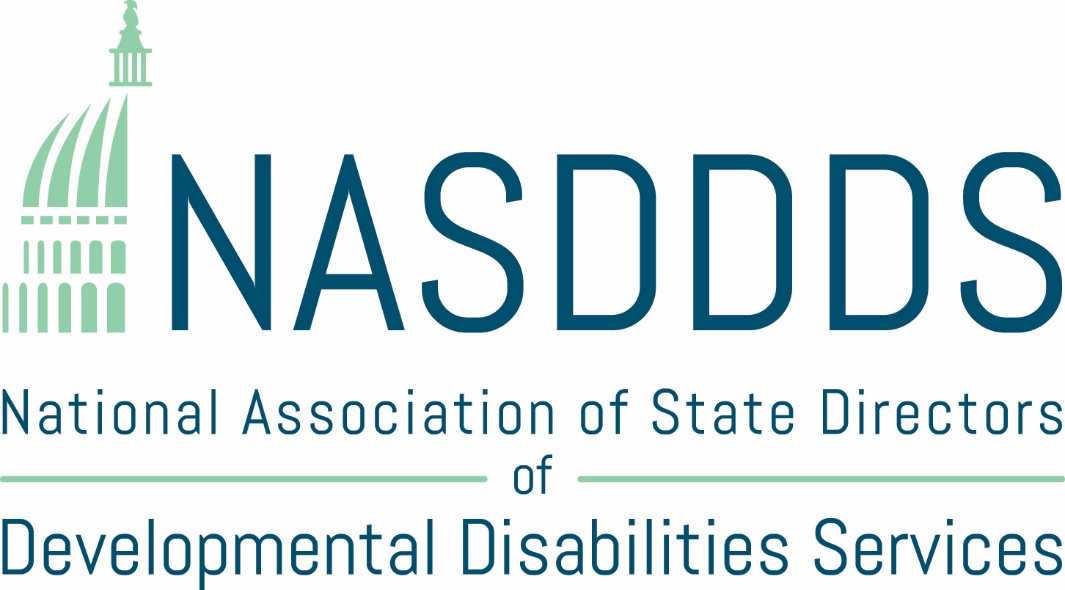 NASDDDS
National Association of State Directors
of
Developmental Disabilities Services